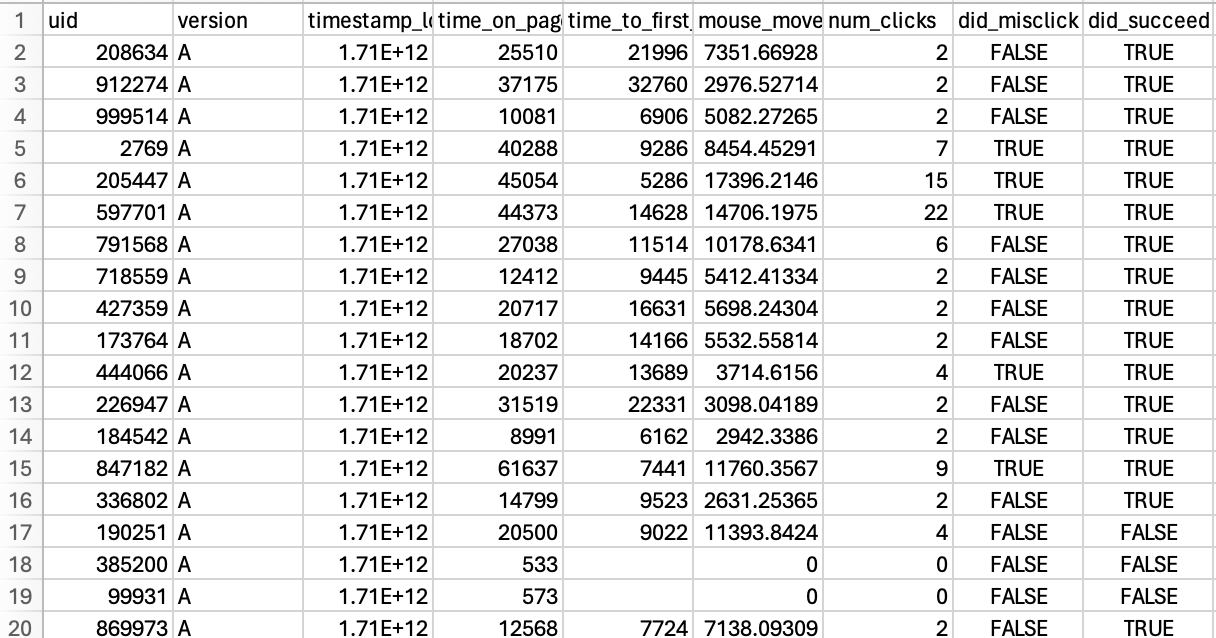 1 uid version timestamp_lo time_on_pag time_to_first_ mouse_move num_clicks did_misclick did_succeed
2 208634 A 1.71E+12 25510 21996 7351.66928 2 FALSE TRUE
3 912274 A 1.71E+12 37175 32760 2976.52714 2 FALSE TRUE
4 999514 A 1.71E+12 10081 6906 5082.27265 2 FALSE TRUE
5 2769 A 1.71E+12 40288 9286 8454.45291 7 TRUE TRUE
6 205447 A 1.71E+12 45054 5286 17396.2146 15 TRUE TRUE
7 597701 A 1.71E+12 44373 14628 14706.1975 22 TRUE TRUE
8 791568 A 1.71E+12 27038 11514 10178.6341 6 FALSE TRUE
9 718559 A 1.71E+12 12412 9445 5412.41334 2 FALSE TRUE
10 427359 A 1.71E+12 20717 16631 5698.24304 2 FALSE TRUE
11 173764 A 1.71E+12 18702 14166 5532.55814 2 FALSE TRUE
12 444066 A 1.71E+12 20237 13689 3714.6156 4 TRUE TRUE
13 226947 A 1.71E+12 31519 22331 3098.04189 2 FALSE TRUE
14 184542 A 1.71E+12 8991 6162 2942.3386 2 FALSE TRUE
15 847182 A 1.71E+12 61637 7441 11760.3567 9 TRUE TRUE
16 336802 A 1.71E+12 14799 9523 2631.25365 2 FALSE TRUE
17 190251 A 1.71E+12 20500 9022 11393.8424 4 FALSE FALSE
18 385200 A 1.71E+12 533 0 0 FALSE FALSE
19 99931 A 1.71E+12 573 0 0 FALSE FALSE
20 869973 A 1.71E+12 12568 7724 7138.09309 2 FALSE TRUE